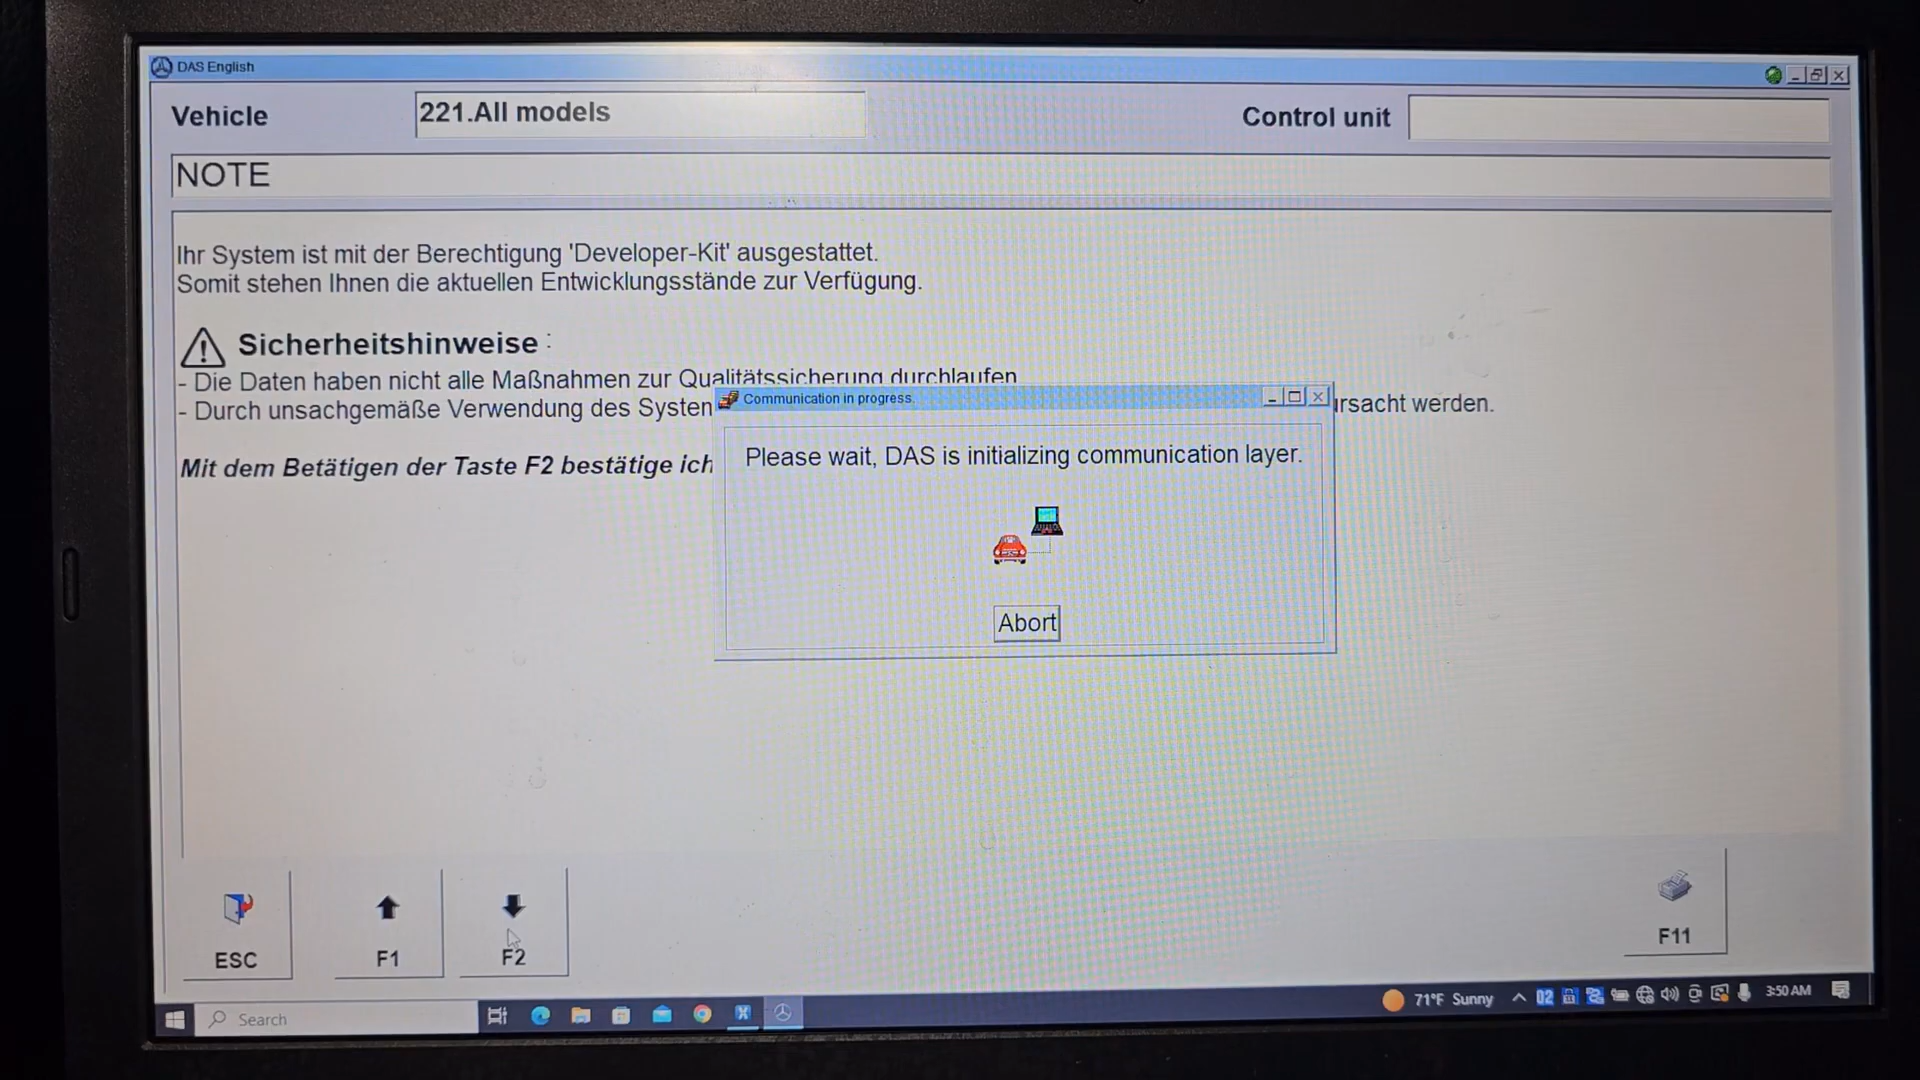 DAS English
Vehicle 221.All models Control unit
NOTE
Ihr System ist mit der Berechtigung 'Developer-Kit' ausgestattet.
Somit stehen Ihnen die aktuellen Entwicklungsstände zur Verfügung.
Sicherheitshinweise :
- Die Daten haben nicht alle Maßnahmen zur Qualitätssicherung durchlaufen
- Durch unsachgemäße Verwendung des System rsacht werden.
Mit dem Betätigen der Taste F2 bestätige ich
Communication in progress.
Please wait, DAS is initializing communication layer.
Abort
ESC F1 F2 F11
Search 71°F Sunny 02 3:50 AM